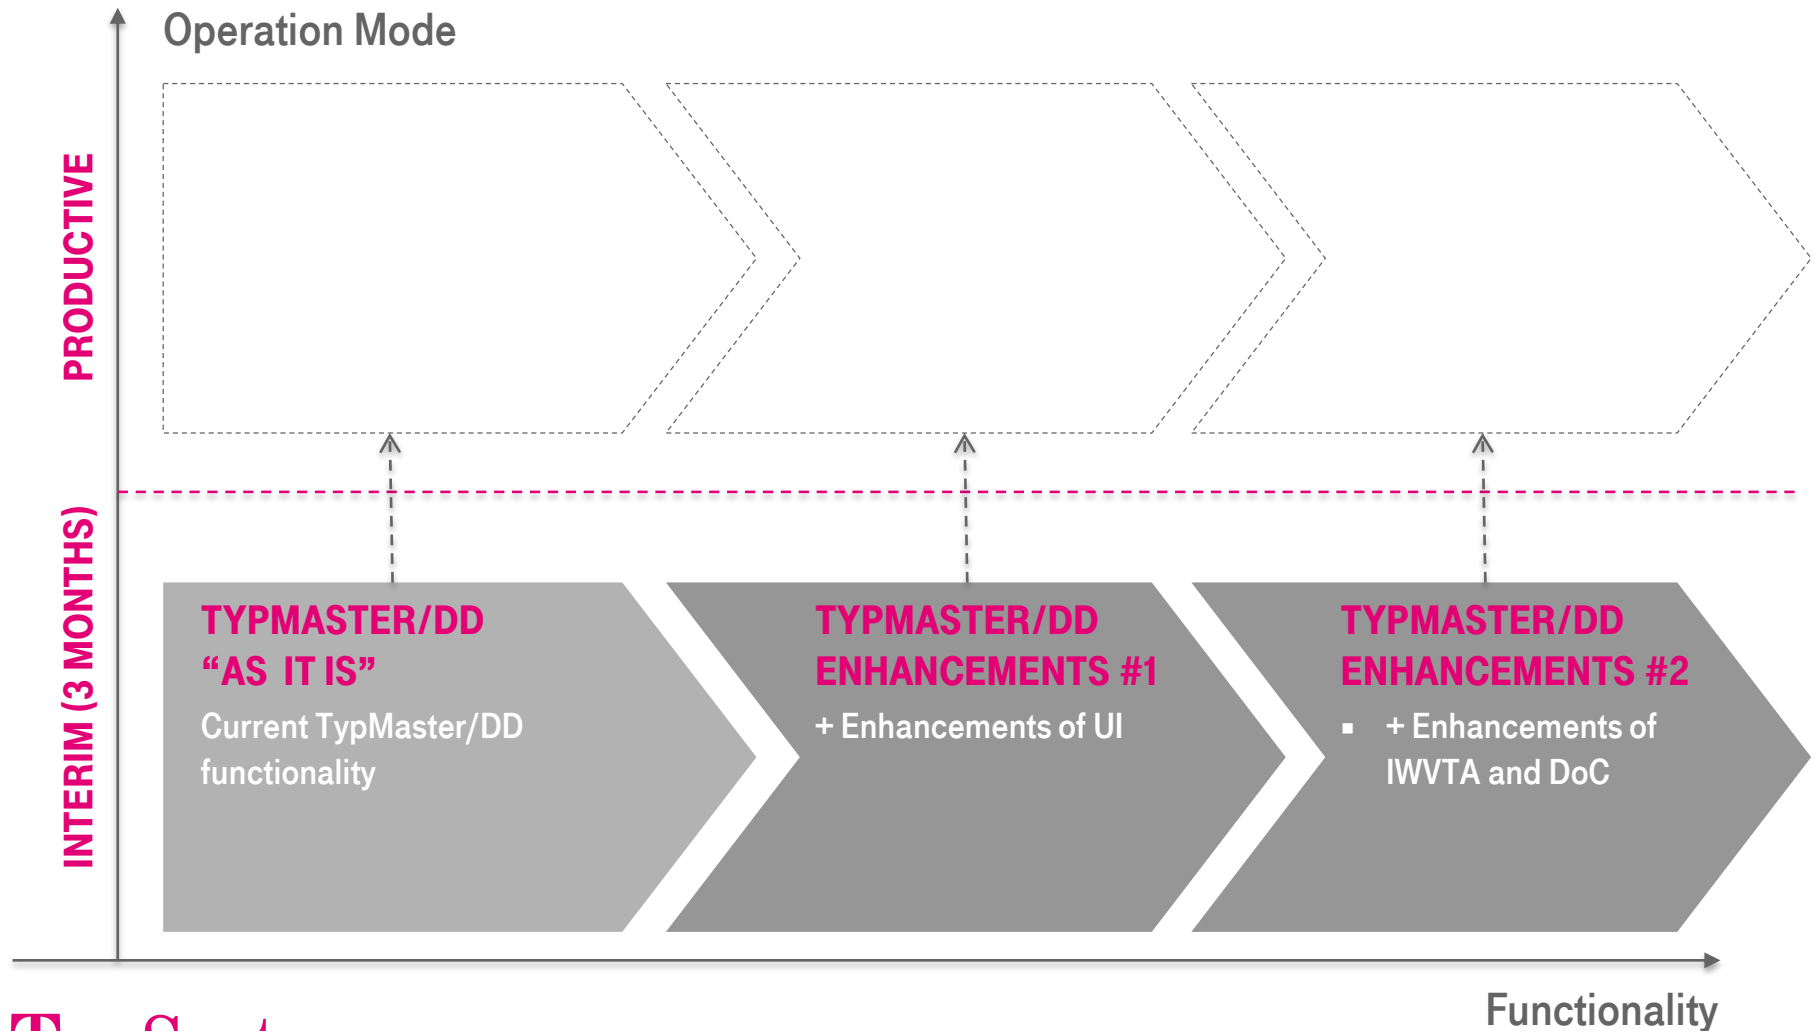 Operation Mode
PRODUCTIVE
INTERIM (3 MONTHS)
TYPMASTER/DD
“AS IT IS”
Current TypMaster/DD
functionality
TYPMASTER/DD
ENHANCEMENTS #1
+ Enhancements of UI
TYPMASTER/DD
ENHANCEMENTS #2
▪ + Enhancements of
IWVTA and DoC
Functionality